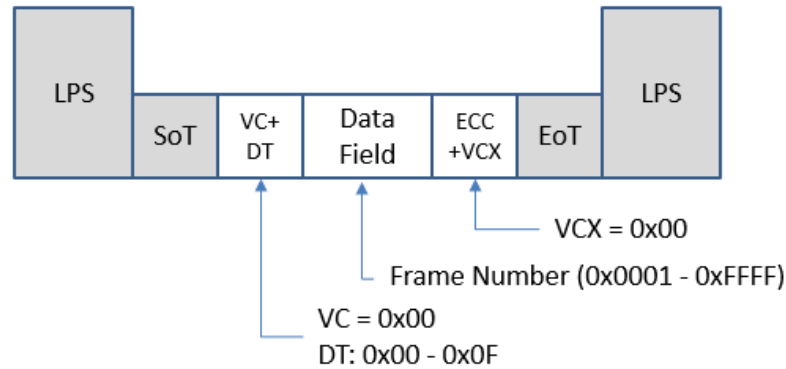 LPS
SoT
VC+
DT
Data
Field
ECC
+VCX
EoT
LPS
VCX = 0x00
Frame Number (0x0001 - 0xFFFF)
VC = 0x00
DT: 0x00 - 0x0F